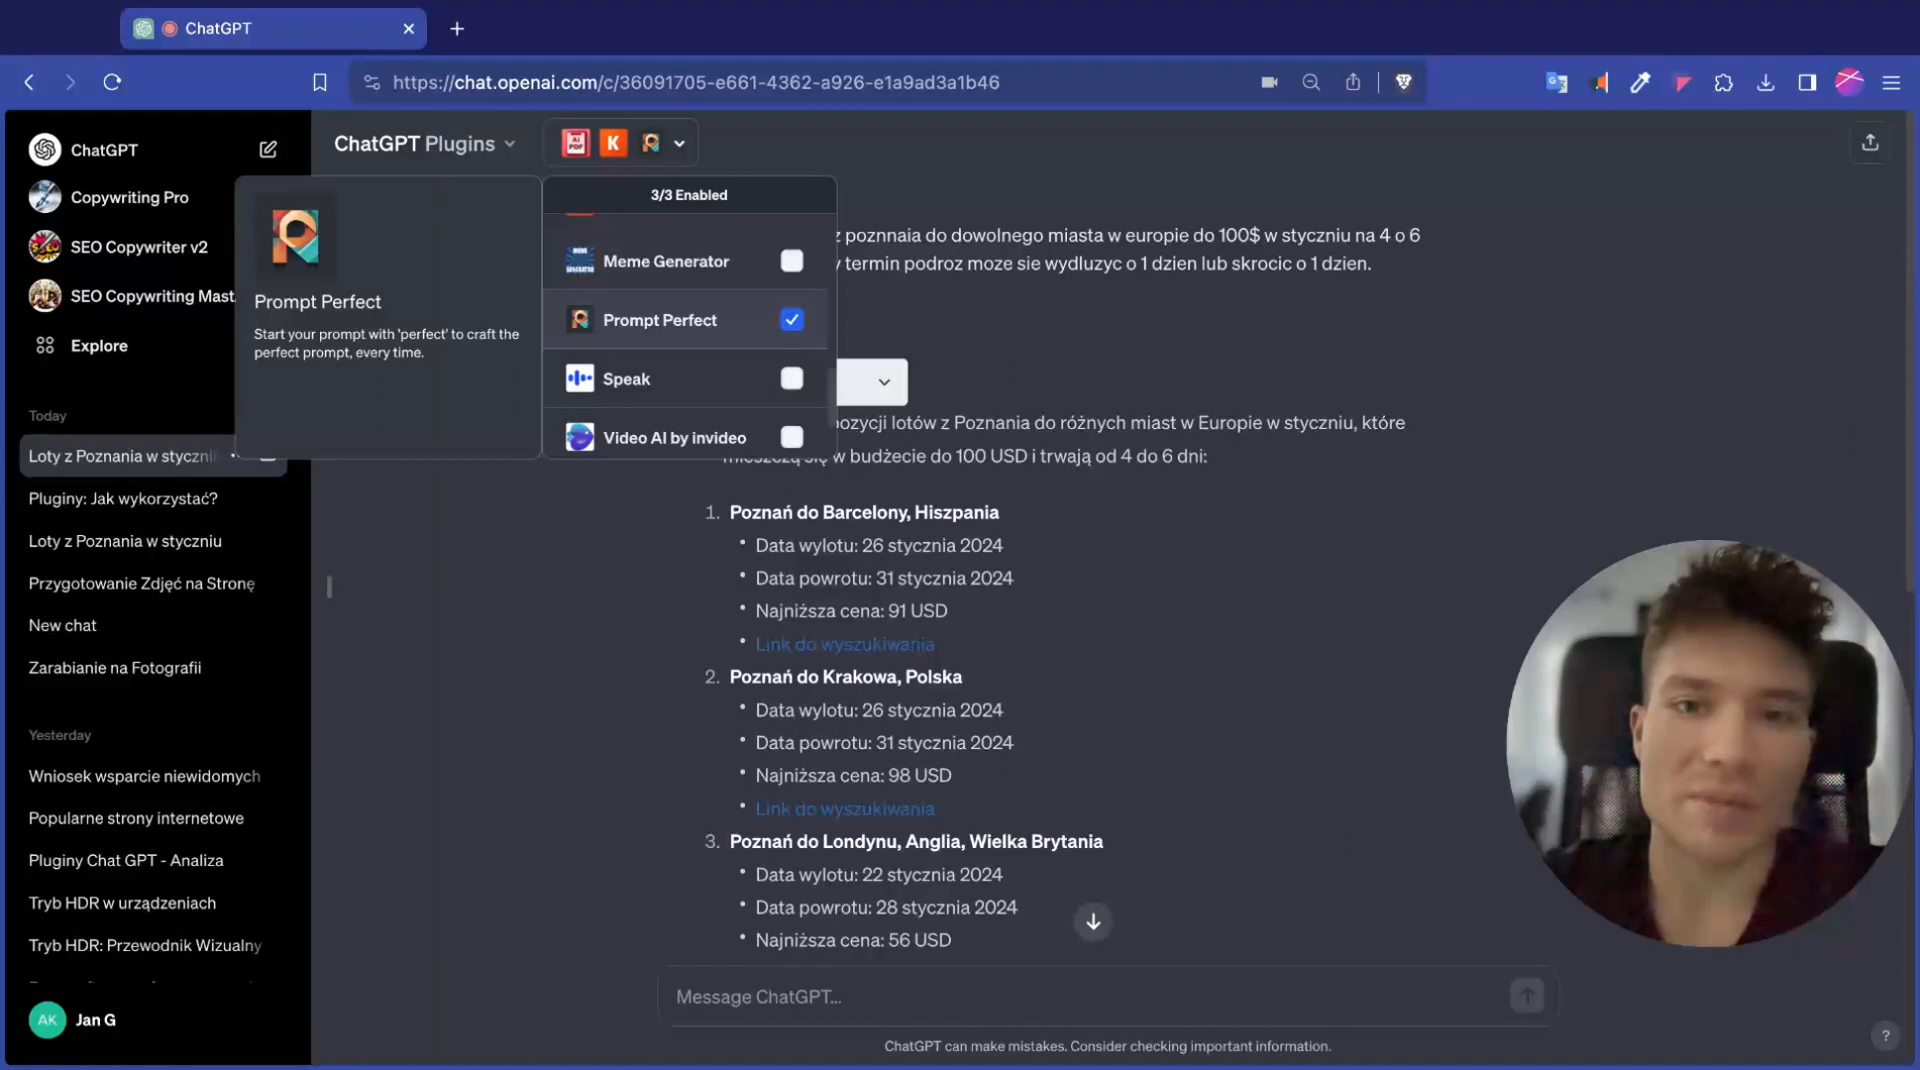 ChatGPT
https://chat.openai.com/c/36091705-e661-4362-a926-e1a9ad3a1b46
ChatGPT
Copywriting Pro
SEO Copywriter v2
SEO Copywriting Mast
Explore
Today
Loty z Poznania w styczni
Pluginy: Jak wykorzystać?
Loty z Poznania w styczniu
Przygotowanie Zdjęć na Stronę
New chat
Zarabianie na Fotografii
Yesterday
Wniosek wsparcie niewidomych
Popularne strony internetowe
Pluginy Chat GPT - Analiza
Tryb HDR w urządzeniach
Tryb HDR: Przewodnik Wizualny
AK Jan G
ChatGPT Plugins
AI PDF K
Prompt Perfect
Start your prompt with 'perfect' to craft the
perfect prompt, every time.
3/3 Enabled
Meme Generator
Prompt Perfect
Speak
Video AI by invideo
z poznnaia do dowolnego miasta w europie do 100$ w styczniu na 4 o 6
y termin podroz moze sie wydluzyc o 1 dzien lub skrocic o 1 dzien.
pozycji lotów z Poznania do różnych miast w Europie w styczniu, które
mieszczą się w budżecie do 100 USD i trwają od 4 do 6 dni:
1. Poznań do Barcelony, Hiszpania
• Data wylotu: 26 stycznia 2024
• Data powrotu: 31 stycznia 2024
• Najniższa cena: 91 USD
• Link do wyszukiwania
2. Poznań do Krakowa, Polska
• Data wylotu: 26 stycznia 2024
• Data powrotu: 31 stycznia 2024
• Najniższa cena: 98 USD
• Link do wyszukiwania
3. Poznań do Londynu, Anglia, Wielka Brytania
• Data wylotu: 22 stycznia 2024
• Data powrotu: 28 stycznia 2024
• Najniższa cena: 56 USD
Message ChatGPT...
ChatGPT can make mistakes. Consider checking important information.
?